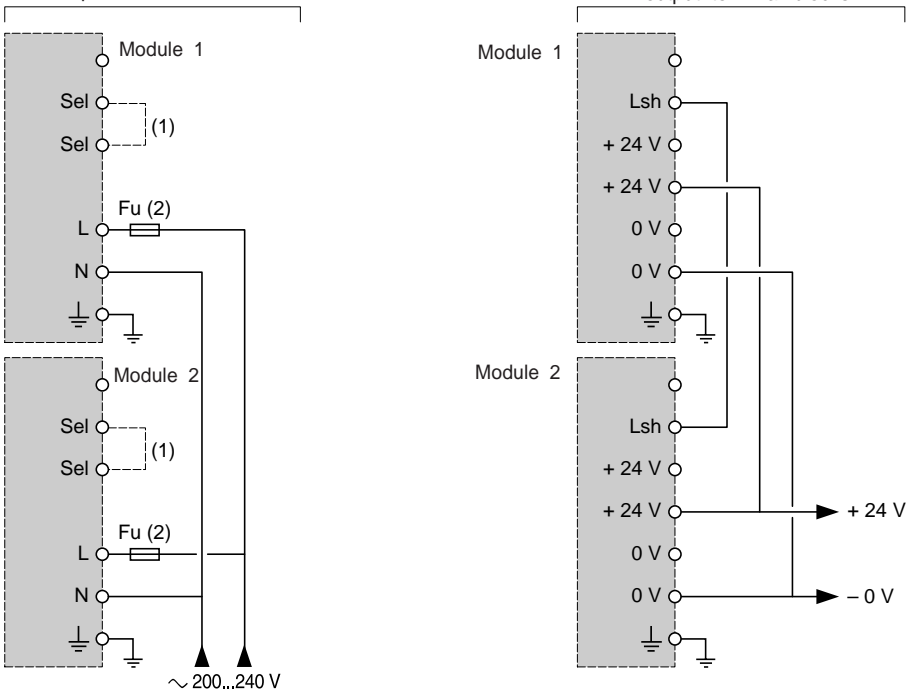 Module 1
Sel
(1)
Sel
Fu (2)
L
N
Module 2
Sel
(1)
Sel
Fu (2)
L
N
~ 200...240 V
Module 1
Lsh
+ 24 V
+ 24 V
0 V
0 V
Module 2
Lsh
+ 24 V
+ 24 V
+ 24 V
0 V
0 V
– 0 V